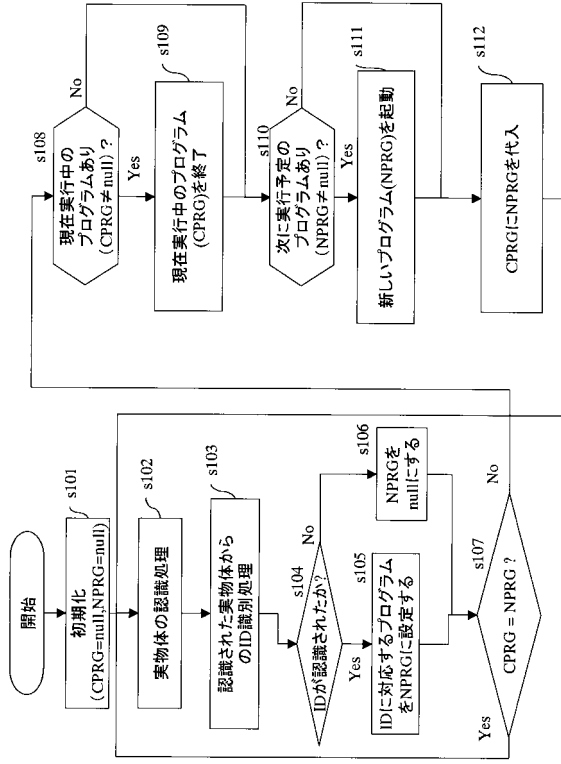 開始
s101
初期化
(CPRG=null,NPRG=null)
s102
実物体の認識処理
s103
認識された実物体から
のID識別処理
s104
IDが認識されたか?
No
Yes
s105
IDに対応するプログラム
をNPRGに設定する
s106
NPRGを
nullにする
s107
CPRG = NPRG ?
Yes
No
s108
現在実行中の
プログラムあり
(CPRG≠null) ?
No
Yes
s109
現在実行中のプログラム
(CPRG)を終了
s110
次に実行予定の
プログラムあり
(NPRG≠null) ?
No
Yes
s111
新しいプログラム(NPRG)を起動
s112
CPRGにNPRGを代入